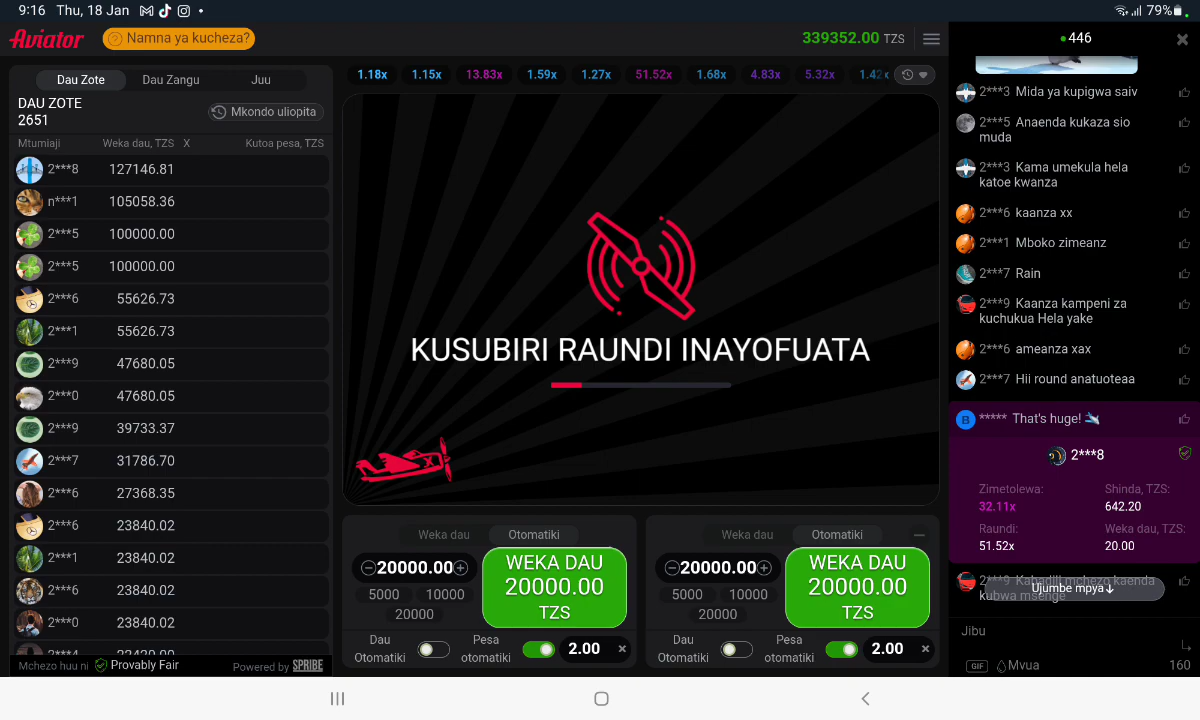 9:16 Thu, 18 Jan
79%
Aviator
Namna ya kucheza?
339352.00 TZS
446
Dau Zote Dau Zangu Juu
1.18x 1.15x 13.83x 1.59x 1.27x 51.52x 1.68x 4.83x 5.32x 1.42x
DAU ZOTE
2651
Mkondo uliopita
Mtumiaji Weka dau, TZS X Kutoa pesa, TZS
2***8 127146.81
n***1 105058.36
2***5 100000.00
2***5 100000.00
2***6 55626.73
2***1 55626.73
2***9 47680.05
2***0 47680.05
2***9 39733.37
2***7 31786.70
2***6 27368.35
2***6 23840.02
2***1 23840.02
2***6 23840.02
2***0 23840.02
2***4
Mchezo huu ni Provably Fair Powered by SPRIBE
KUSUBIRI RAUNDI INAYOFUATA
Weka dau Otomatiki
20000.00
5000 10000
20000
WEKA DAU
20000.00
TZS
Dau
Otomatiki
Pesa
otomatiki
2.00
Weka dau Otomatiki
20000.00
5000 10000
20000
WEKA DAU
20000.00
TZS
Dau
Otomatiki
Pesa
otomatiki
2.00
2***3 Mida ya kupigwa saiv
2***5 Anaenda kukaza sio
muda
2***3 Kama umekula hela
katoe kwanza
2***6 kaanza xx
2***1 Mboko zimeanz
2***7 Rain
2***9 Kaanza kampeni za
kuchukua Hela yake
2***6 ameanza xax
2***7 Hii round anatuoteaa
B ***** That's huge!
2***8
Zimetolewa: Shinda, TZS:
32.11x 642.20
Raundi: Weka dau, TZS:
51.52x 20.00
2***9 mchezo kaenda
kubwa msenge
Ujumbe mpya
Jibu
GIF Mvua 160